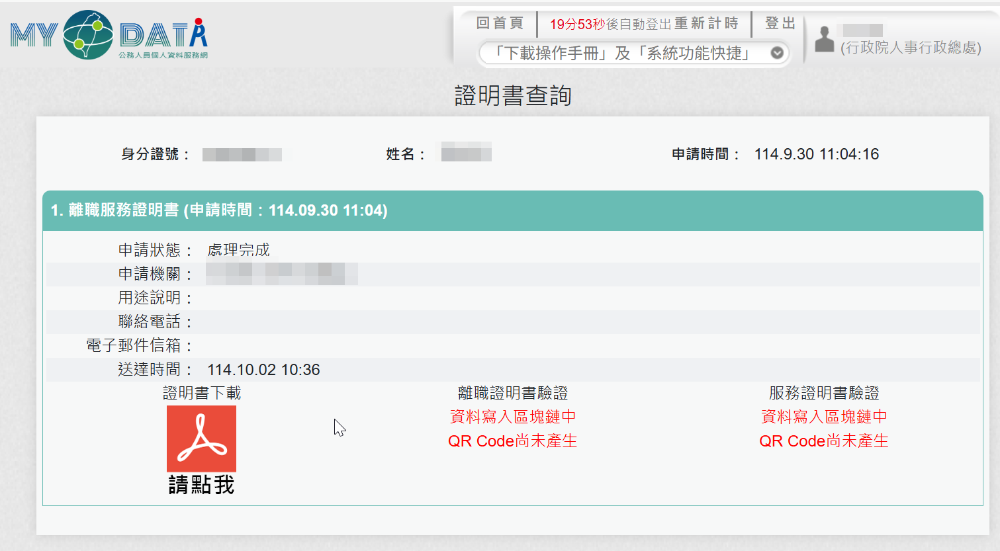 MY DATA
公務人員個人資料服務網
回首頁 19分53秒後自動登出 重新計時 登出
「下載操作手冊」及「系統功能快捷」
(行政院人事行政總處)
證明書查詢
身分證號： 姓名： 申請時間： 114.9.30 11:04:16
1. 離職服務證明書 (申請時間：114.09.30 11:04)
申請狀態： 處理完成
申請機關：
用途說明：
聯絡電話：
電子郵件信箱：
送達時間： 114.10.02 10:36
證明書下載 離職證明書驗證 服務證明書驗證
資料寫入區塊鏈中 資料寫入區塊鏈中
QR Code尚未產生 QR Code尚未產生
請點我